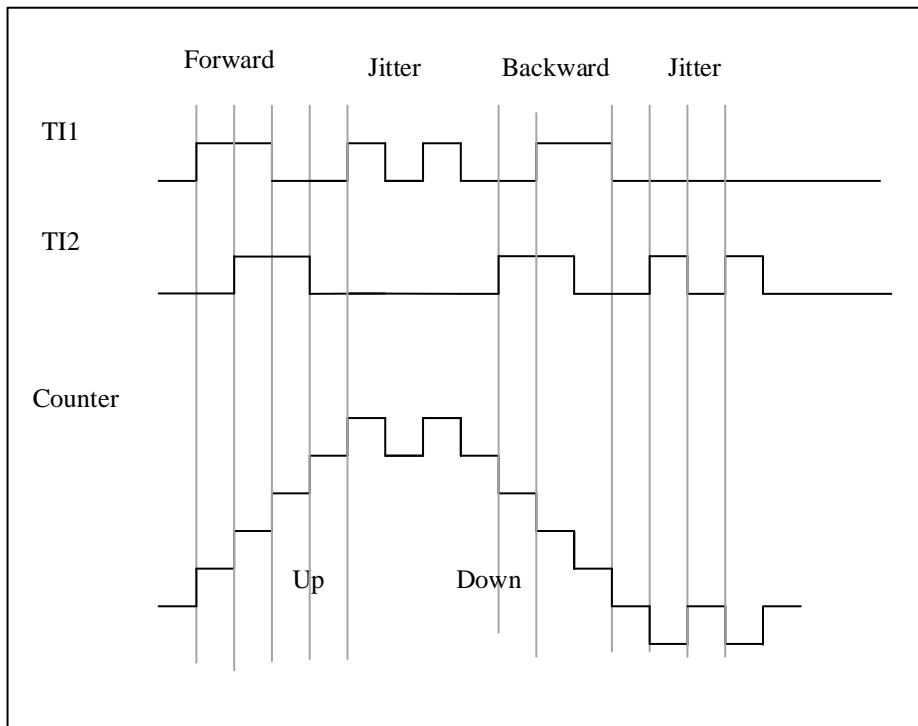 Forward
Jitter
Backward
Jitter
TI1
TI2
Counter
Up
Down